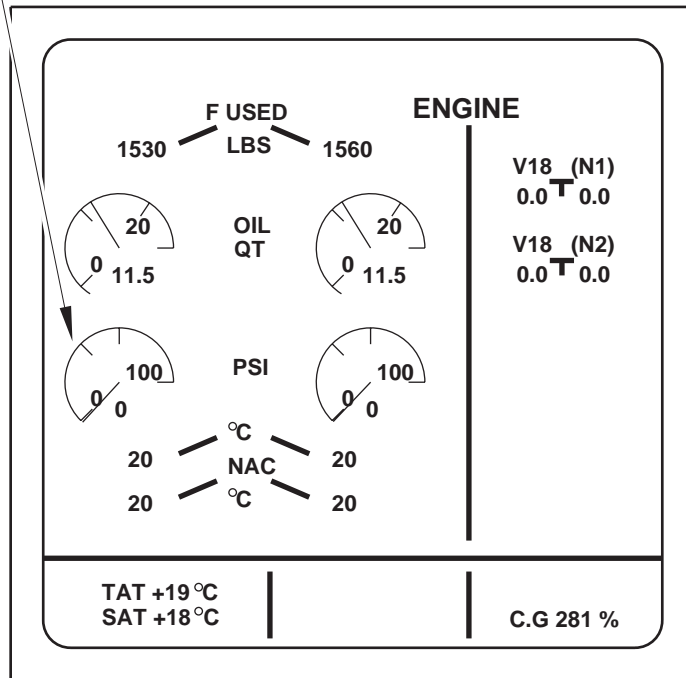 F USED
ENGINE
1530 LBS 1560
V18 (N1)
0.0 0.0
20 OIL 20
QT
0 11.5 0 11.5
V18 (N2)
0.0 0.0
100 PSI 100
0 0 0 0
°C
20 20
NAC
20 °C 20
TAT +19 °C
SAT +18 °C
C.G 281 %